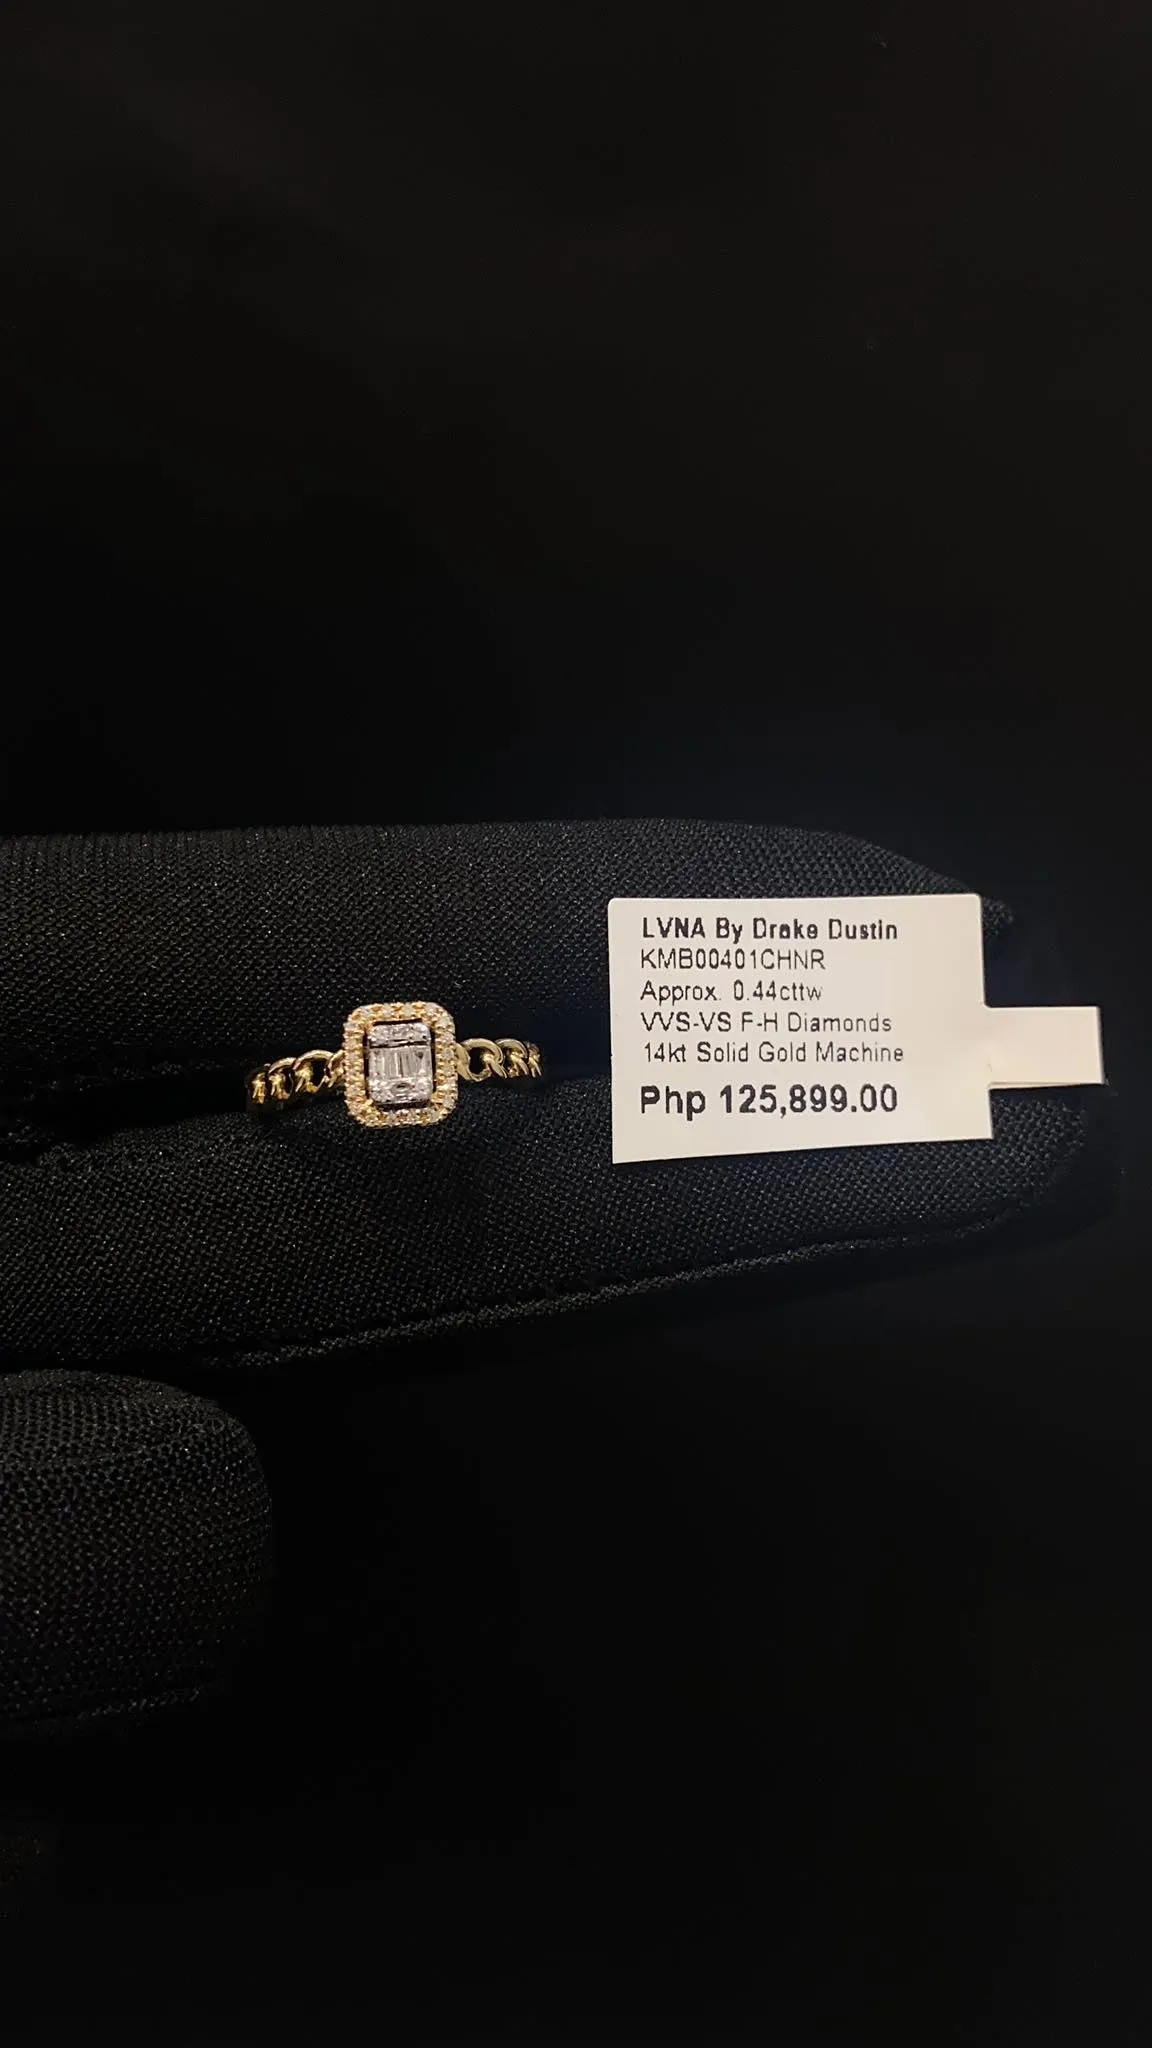 LVNA By Drake Dustin
KMB00401CHNR
Approx. 0.44cttw
VVS-VS F-H Diamonds
14kt Solid Gold Machine
Php 125,899.00